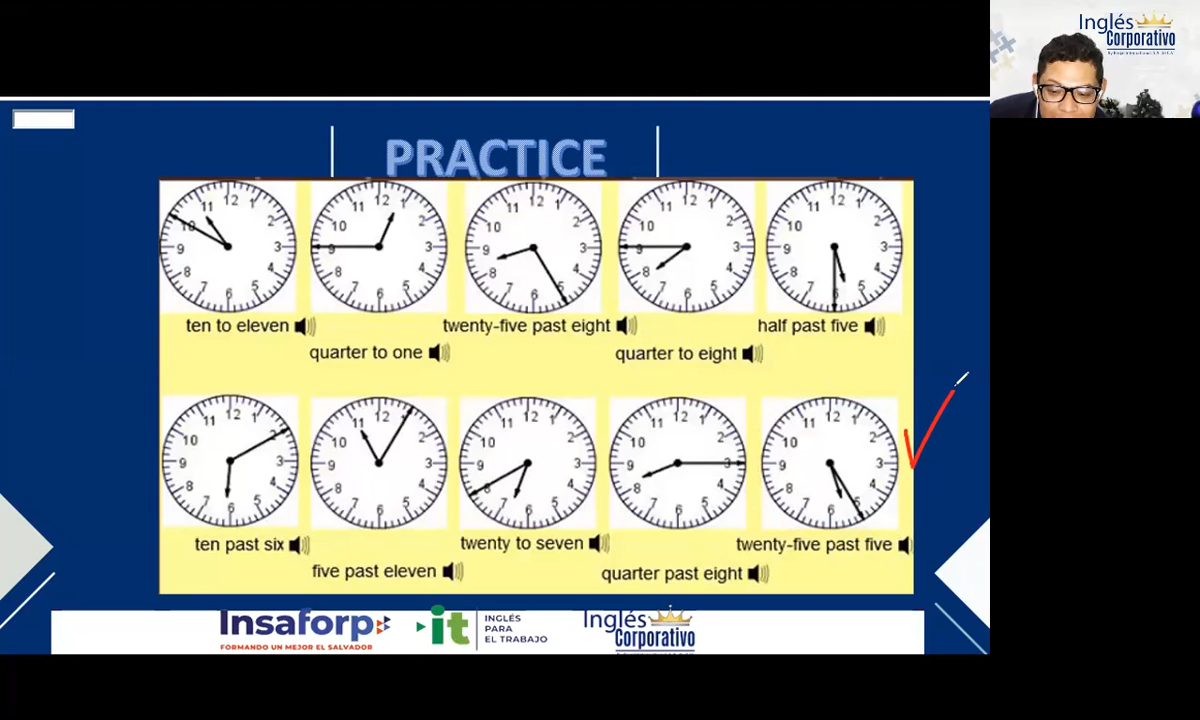 Inglés
Corporativo
PRACTICE
ten to eleven
twenty-five past eight
half past five
quarter to one
quarter to eight
ten past six
twenty to seven
twenty-five past five
five past eleven
quarter past eight
Insaforp
FORMANDO UN MEJOR EL SALVADOR
it
INGLÉS
PARA
EL TRABAJO
Inglés
Corporativo